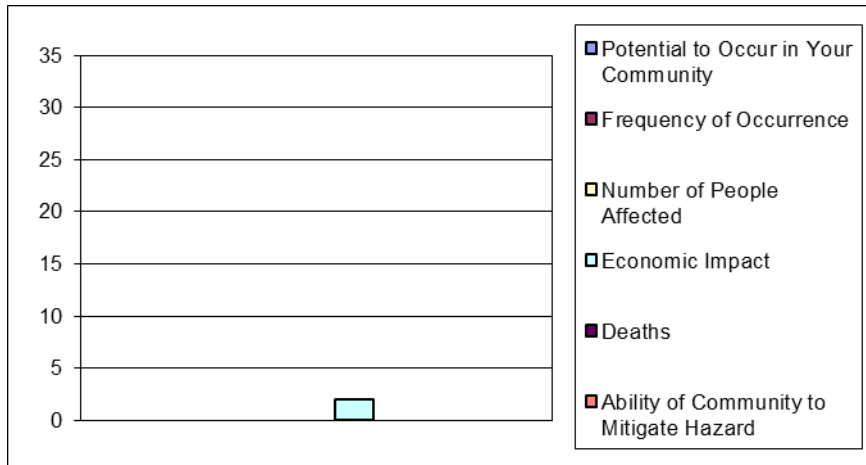 35
30
25
20
15
10
5
0
Potential to Occur in Your
Community
Frequency of Occurrence
Number of People
Affected
Economic Impact
Deaths
Ability of Community to
Mitigate Hazard